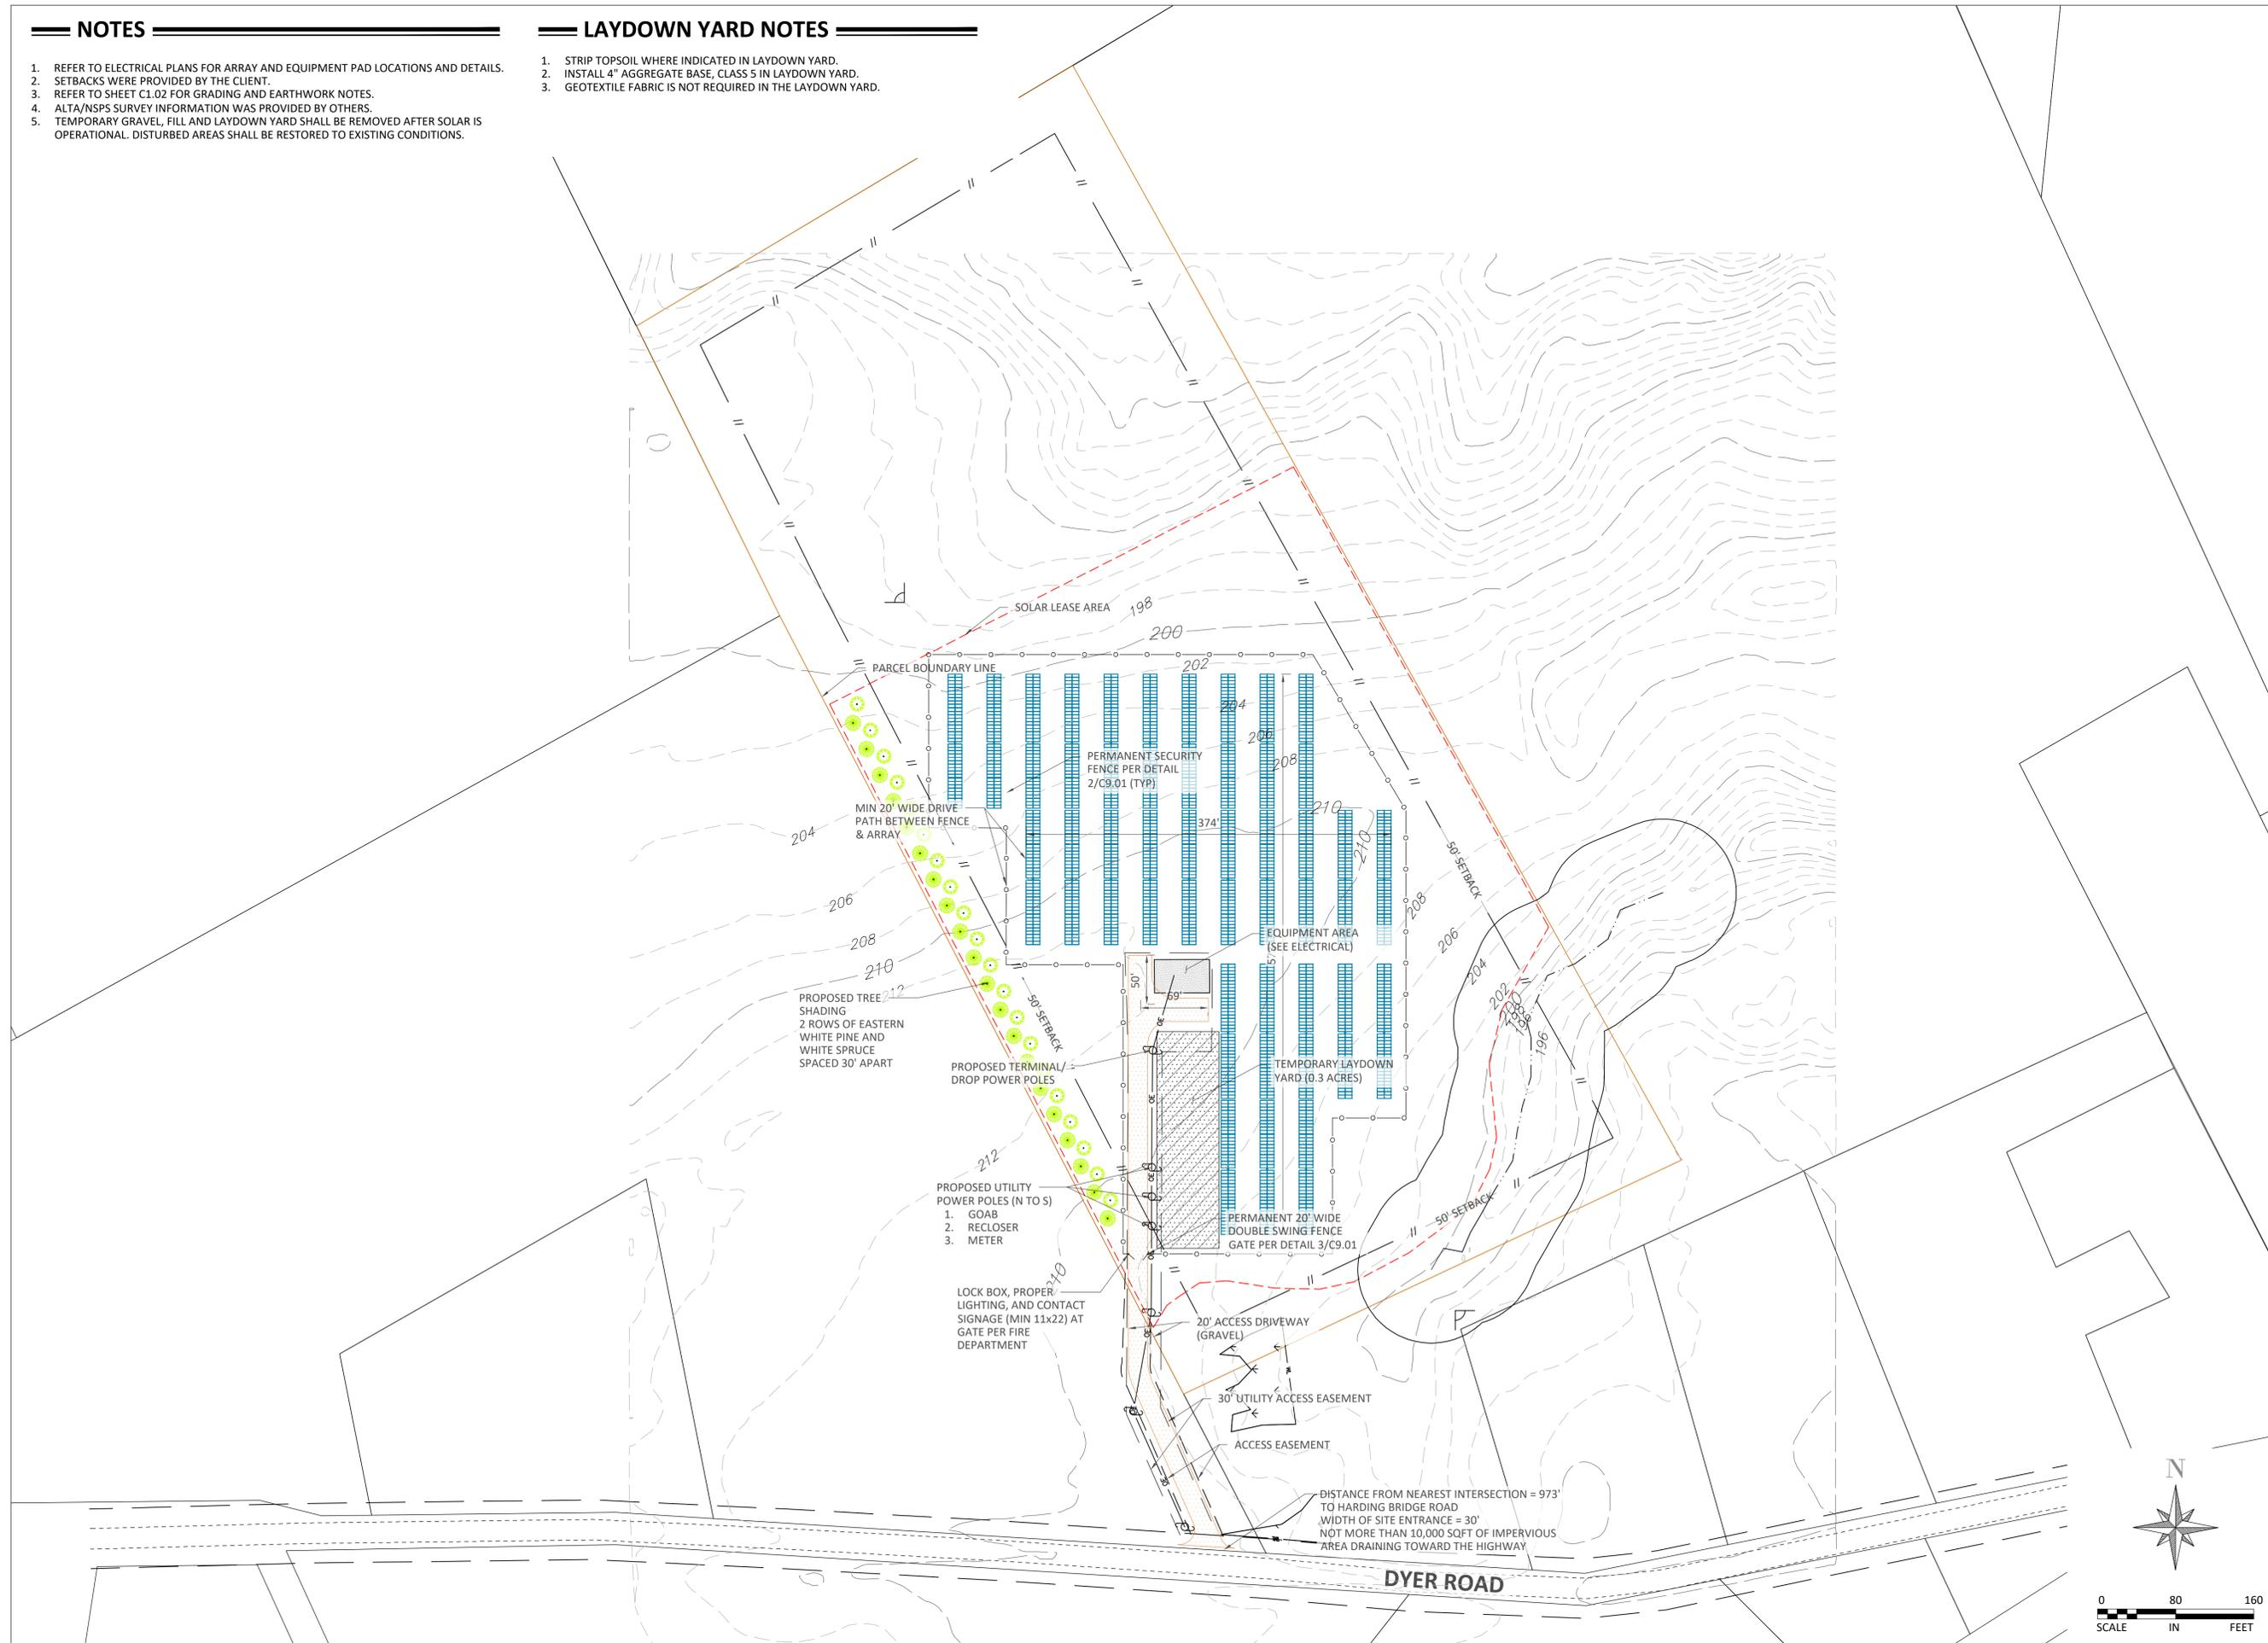 NOTES
1. REFER TO ELECTRICAL PLANS FOR ARRAY AND EQUIPMENT PAD LOCATIONS AND DETAILS.
2. SETBACKS WERE PROVIDED BY THE CLIENT.
3. REFER TO SHEET C1.02 FOR GRADING AND EARTHWORK NOTES.
4. ALTA/NSPS SURVEY INFORMATION WAS PROVIDED BY OTHERS.
5. TEMPORARY GRAVEL, FILL AND LAYDOWN YARD SHALL BE REMOVED AFTER SOLAR IS
OPERATIONAL. DISTURBED AREAS SHALL BE RESTORED TO EXISTING CONDITIONS.
LAYDOWN YARD NOTES
1. STRIP TOPSOIL WHERE INDICATED IN LAYDOWN YARD.
2. INSTALL 4" AGGREGATE BASE, CLASS 5 IN LAYDOWN YARD.
3. GEOTEXTILE FABRIC IS NOT REQUIRED IN THE LAYDOWN YARD.
SOLAR LEASE AREA
198
200
PARCEL BOUNDARY LINE
202
204
206
208
PERMANENT SECURITY
FENCE PER DETAIL
2/C9.01 (TYP)
MIN 20' WIDE DRIVE
PATH BETWEEN FENCE
& ARRAY
210
374'
210
204
206
208
210
212
50' SETBACK
208
206
204
202
200
198
196
EQUIPMENT AREA
(SEE ELECTRICAL)
50'
69'
PROPOSED TREE
SHADING
2 ROWS OF EASTERN
WHITE PINE AND
WHITE SPRUCE
SPACED 30' APART
50' SETBACK
OE
PROPOSED TERMINAL/
DROP POWER POLES
TEMPORARY LAYDOWN
YARD (0.3 ACRES)
OE
212
OE
PROPOSED UTILITY
POWER POLES (N TO S)
1. GOAB
2. RECLOSER
3. METER
50' SETBACK
PERMANENT 20' WIDE
DOUBLE SWING FENCE
GATE PER DETAIL 3/C9.01
OE
210
LOCK BOX, PROPER
LIGHTING, AND CONTACT
SIGNAGE (MIN 11x22) AT
GATE PER FIRE
DEPARTMENT
20' ACCESS DRIVEWAY
(GRAVEL)
OE
30' UTILITY ACCESS EASEMENT
ACCESS EASEMENT
OE
DISTANCE FROM NEAREST INTERSECTION = 973'
TO HARDING BRIDGE ROAD
WIDTH OF SITE ENTRANCE = 30'
NOT MORE THAN 10,000 SQFT OF IMPERVIOUS
AREA DRAINING TOWARD THE HIGHWAY
DYER ROAD
N
0 80 160
SCALE IN FEET